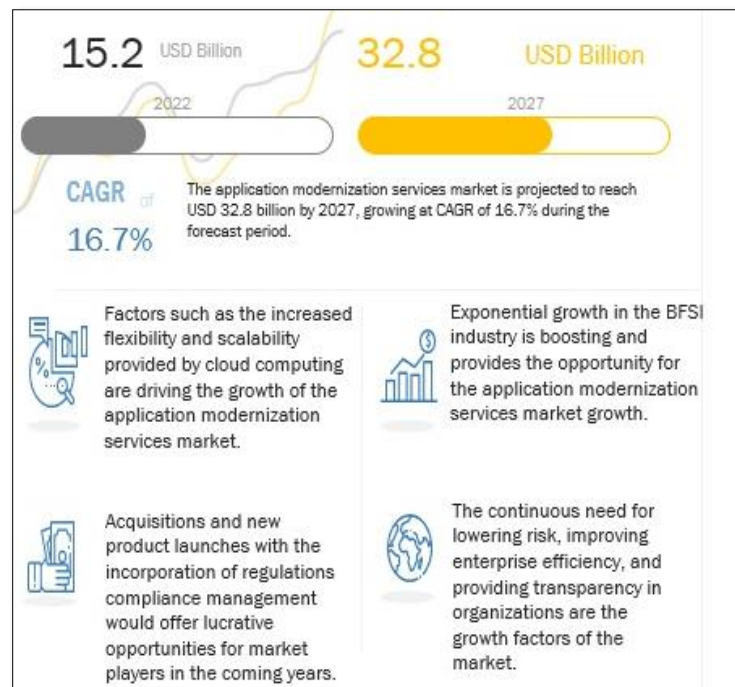 15.2 USD Billion
32.8 USD Billion
2022
2027
CAGR of
16.7%
The application modernization services market is projected to reach
USD 32.8 billion by 2027, growing at CAGR of 16.7% during the
forecast period.
Factors such as the increased
flexibility and scalability
provided by cloud computing
are driving the growth of the
application modernization
services market.
Exponential growth in the BFSI
industry is boosting and
provides the opportunity for
the application modernization
services market growth.
Acquisitions and new
product launches with the
incorporation of regulations
compliance management
would offer lucrative
opportunities for market
players in the coming years.
The continuous need for
lowering risk, improving
enterprise efficiency, and
providing transparency in
organizations are the
growth factors of the
market.